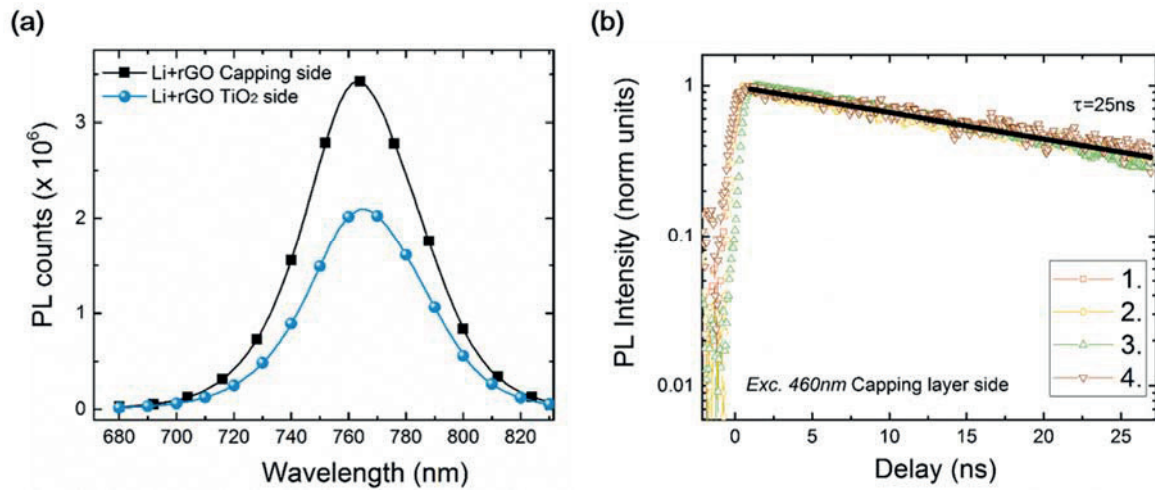 (a)
Li+rGO Capping side
Li+rGO TiO2 side
PL counts (x 10⁶)
3
2
1
0
680 700 720 740 760 780 800 820
Wavelength (nm)
(b)
τ=25ns
PL Intensity (norm units)
1
0.1
0.01
1.
2.
3.
4.
Exc. 460nm Capping layer side
0 5 10 15 20 25
Delay (ns)